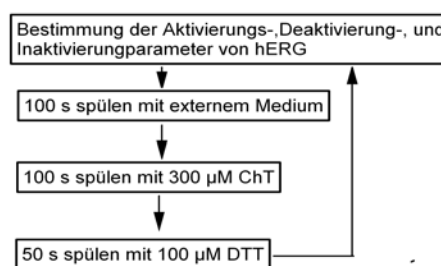 Bestimmung der Aktivierungs-,Deaktivierung-, und
Inaktivierungparameter von hERG
100 s spülen mit externem Medium
100 s spülen mit 300 µM ChT
50 s spülen mit 100 µM DTT